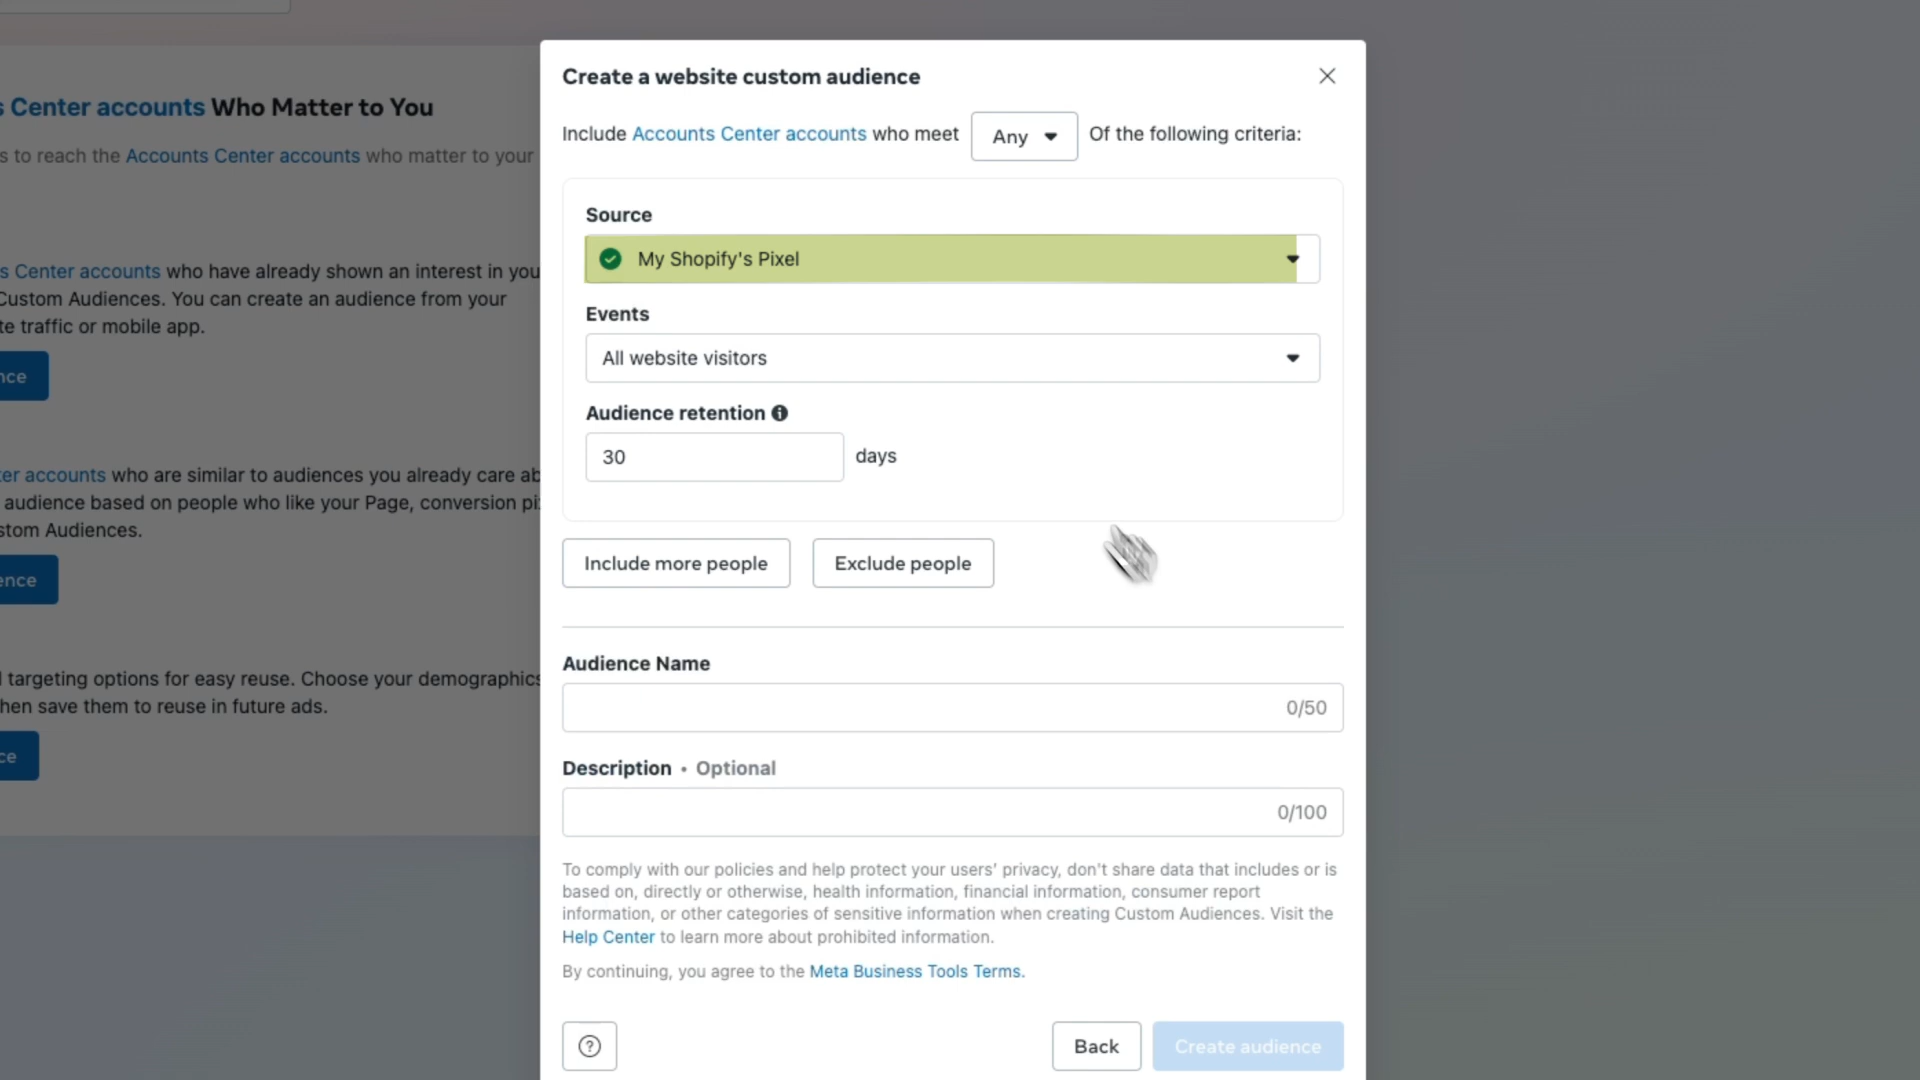 Create a website custom audience
Include Accounts Center accounts who meet Any Of the following criteria:
Source
My Shopify's Pixel
Events
All website visitors
Audience retention
30 days
Include more people Exclude people
Audience Name
0/50
Description • Optional
0/100
To comply with our policies and help protect your users' privacy, don't share data that includes or is
based on, directly or otherwise, health information, financial information, consumer report
information, or other categories of sensitive information when creating Custom Audiences. Visit the
Help Center to learn more about prohibited information.
By continuing, you agree to the Meta Business Tools Terms.
Back Create audience
s Center accounts Who Matter to You
s to reach the Accounts Center accounts who matter to your
s Center accounts who have already shown an interest in you
Custom Audiences. You can create an audience from your
te traffic or mobile app.
nce
ter accounts who are similar to audiences you already care ab
audience based on people who like your Page, conversion pi
stom Audiences.
ence
targeting options for easy reuse. Choose your demographics
hen save them to reuse in future ads.
ce